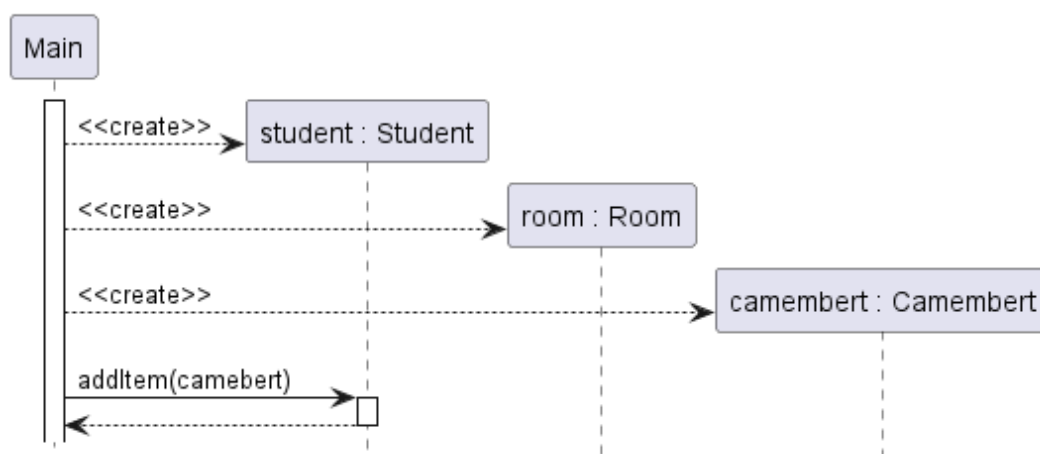 Main
<<create>>
student : Student
<<create>>
room : Room
<<create>>
camembert : Camembert
addItem(camebert)